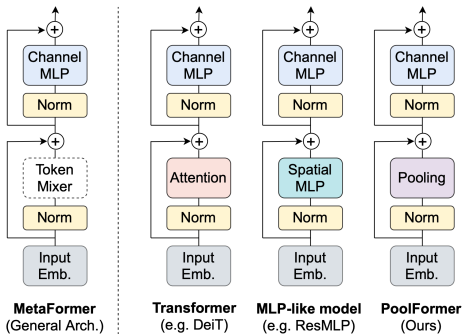 +
Channel
MLP
Norm
+
Token
Mixer
Norm
Input
Emb.
MetaFormer
(General Arch.)
+
Channel
MLP
Norm
+
Attention
Norm
Input
Emb.
Transformer
(e.g. DeiT)
+
Channel
MLP
Norm
+
Spatial
MLP
Norm
Input
Emb.
MLP-like model
(e.g. ResMLP)
+
Channel
MLP
Norm
+
Pooling
Norm
Input
Emb.
PoolFormer
(Ours)